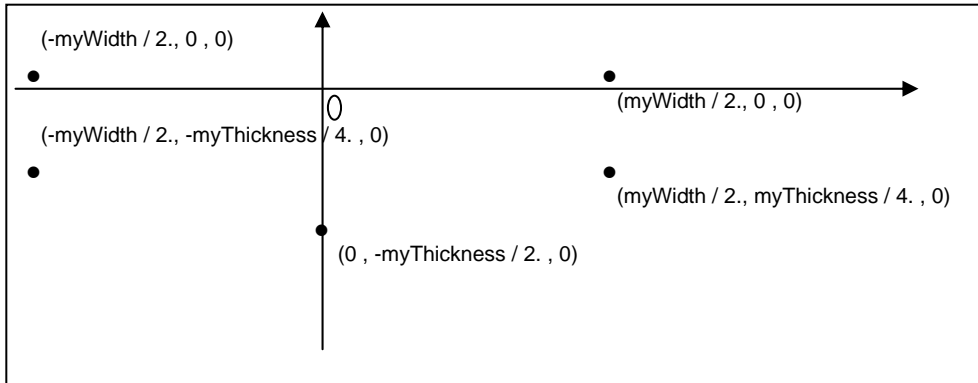 (-myWidth / 2., 0 , 0)
O
(myWidth / 2., 0 , 0)
(-myWidth / 2., -myThickness / 4. , 0)
(myWidth / 2., myThickness / 4. , 0)
(0 , -myThickness / 2. , 0)